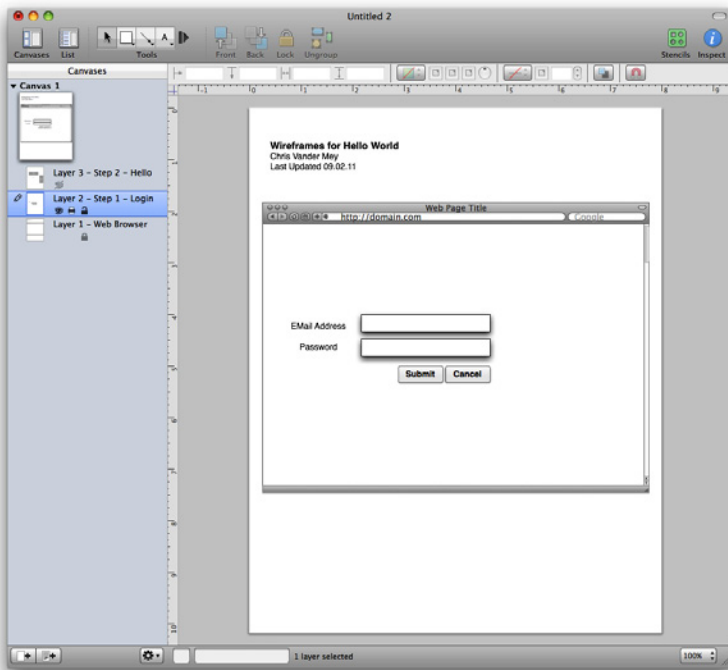 Untitled 2
Canvases List Tools Front Back Lock Ungroup Stencils Inspect
Canvases
Canvas 1
Layer 3 - Step 2 - Hello
Layer 2 - Step 1 - Login
Layer 1 - Web Browser
Wireframes for Hello World
Chris Vander Mey
Last Updated 09.02.11
Web Page Title
http://domain.com
Google
EMail Address
Password
Submit Cancel
1 layer selected
100%